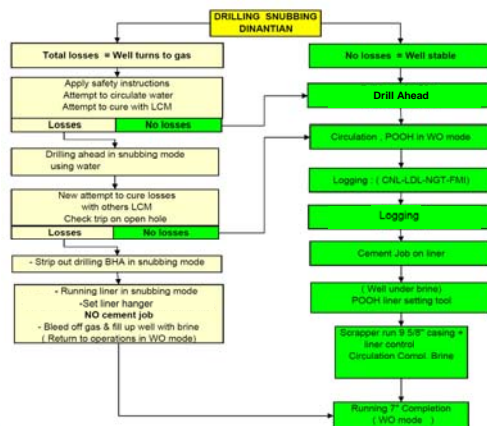 DRILLING SNUBBING
DINANTIAN
Total losses = Well turns to gas
Apply safety instructions
Attempt to circulate water
Attempt to cure with LCM
Losses
No losses
Drilling ahead in snubbing mode
using water
New attempt to cure losses
with others LCM
Check trip on open hole
Losses
No losses
- Strip out drilling BHA in snubbing mode
- Running liner in snubbing mode
-Set liner hanger
NO cement job
- Bleed off gas & fill up well with brine
( Return to operations in WO mode)
No losses = Well stable
Drill Ahead
Circulation , POOH in WO mode
Logging : ( CNL-LDL-NGT-FMI)
Logging
Cement Job on liner
( Well under brine)
POOH liner setting tool
Scrapper run 9 5/8" casing +
liner control
Circulation Compl. Brine
Running 7" Completion
( WO mode )